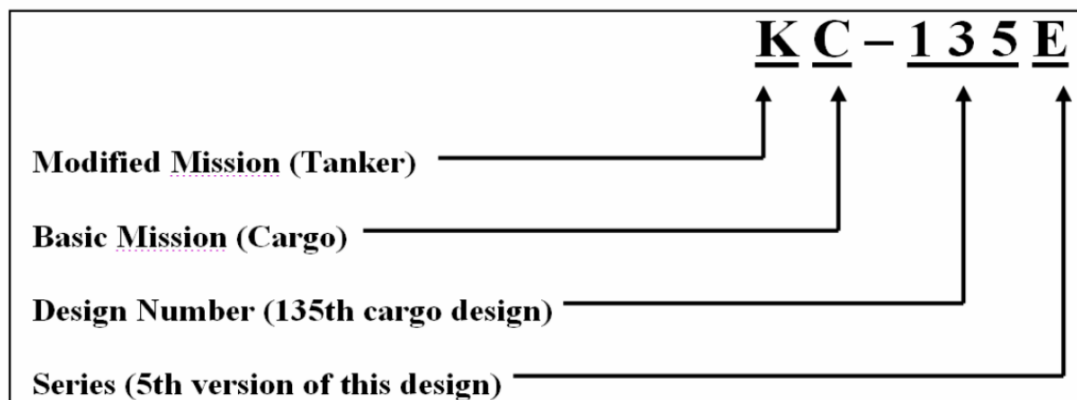 K C – 1 3 5 E
Modified Mission (Tanker)
Basic Mission (Cargo)
Design Number (135th cargo design)
Series (5th version of this design)